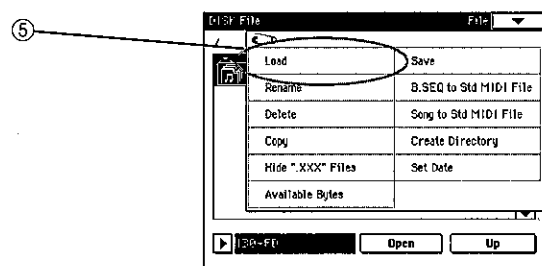 ⑤
DISK File File
Load Save
Rename B.SEQ to Std MIDI File
Delete Song to Std MIDI File
Copy Create Directory
Hide ".XXX" Files Set Date
Available Bytes
Open Up